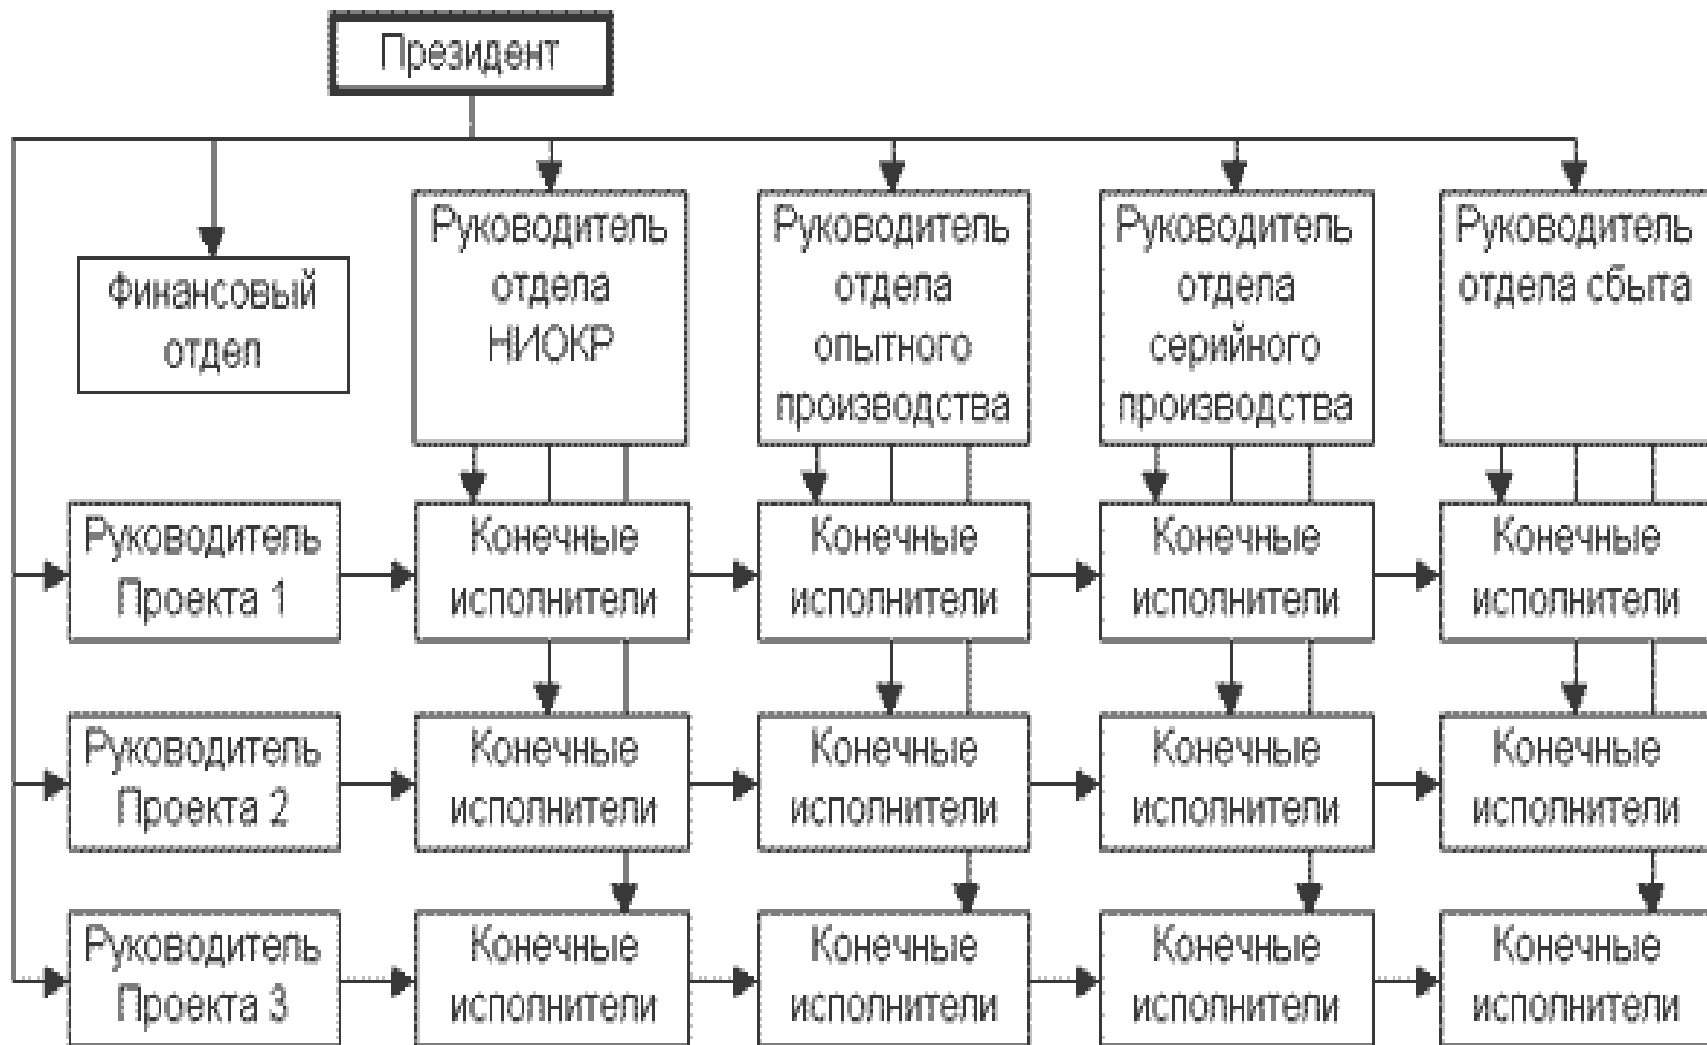 Президент
Финансовый
отдел
Руководитель
отдела
НИОКР
Руководитель
отдела
опытного
производства
Руководитель
отдела
серийного
производства
Руководитель
отдела сбыта
Руководитель
Проекта 1
Конечные
исполнители
Конечные
исполнители
Конечные
исполнители
Конечные
исполнители
Руководитель
Проекта 2
Конечные
исполнители
Конечные
исполнители
Конечные
исполнители
Конечные
исполнители
Руководитель
Проекта 3
Конечные
исполнители
Конечные
исполнители
Конечные
исполнители
Конечные
исполнители